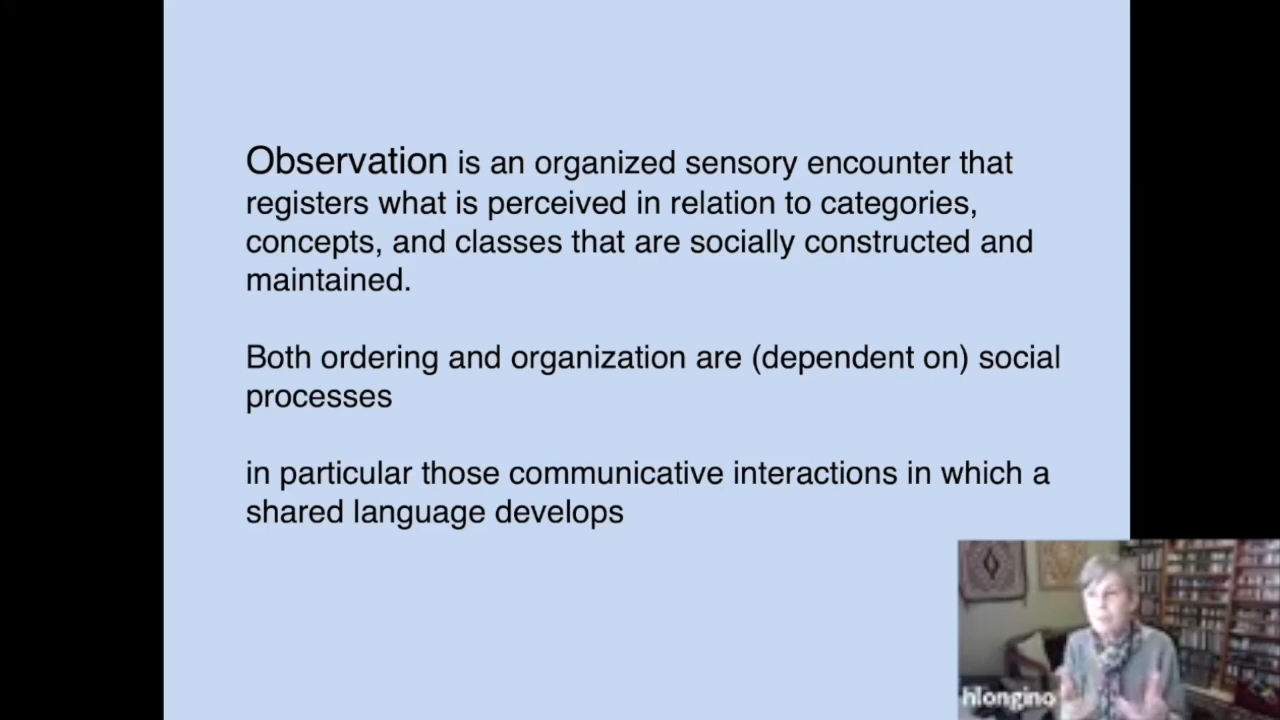 Observation is an organized sensory encounter that
registers what is perceived in relation to categories,
concepts, and classes that are socially constructed and
maintained.
Both ordering and organization are (dependent on) social
processes
in particular those communicative interactions in which a
shared language develops
hlongino